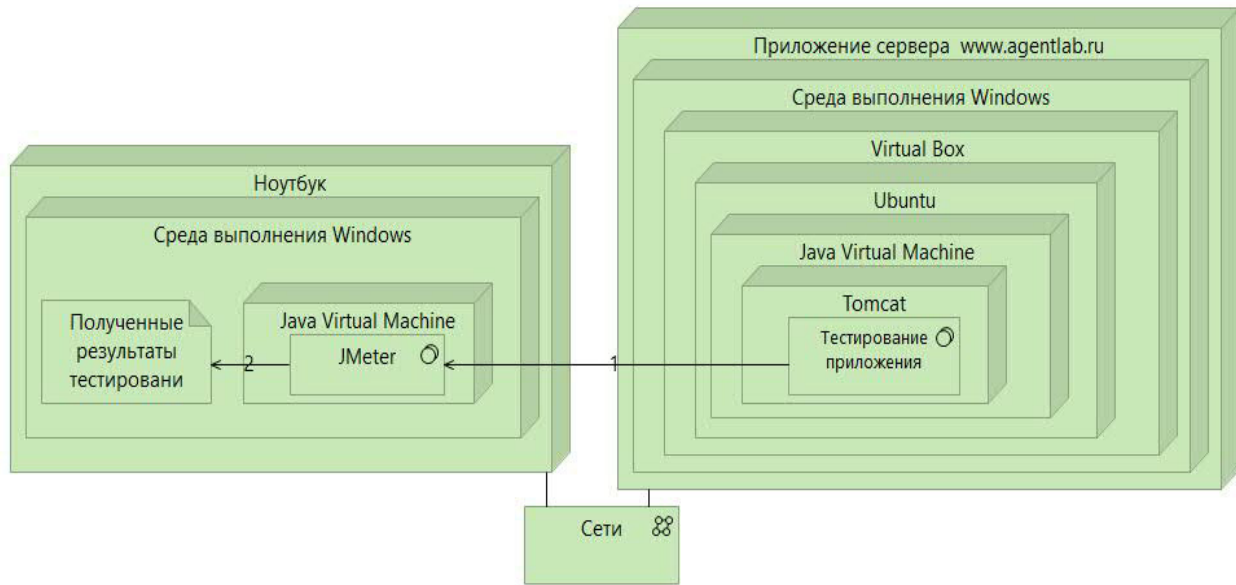 Приложение сервера www.agentlab.ru
Среда выполнения Windows
Virtual Box
Ubuntu
Java Virtual Machine
Tomcat
Тестирование
приложения
1
Ноутбук
Среда выполнения Windows
Java Virtual Machine
JMeter
2
Полученные
результаты
тестировани
Сети